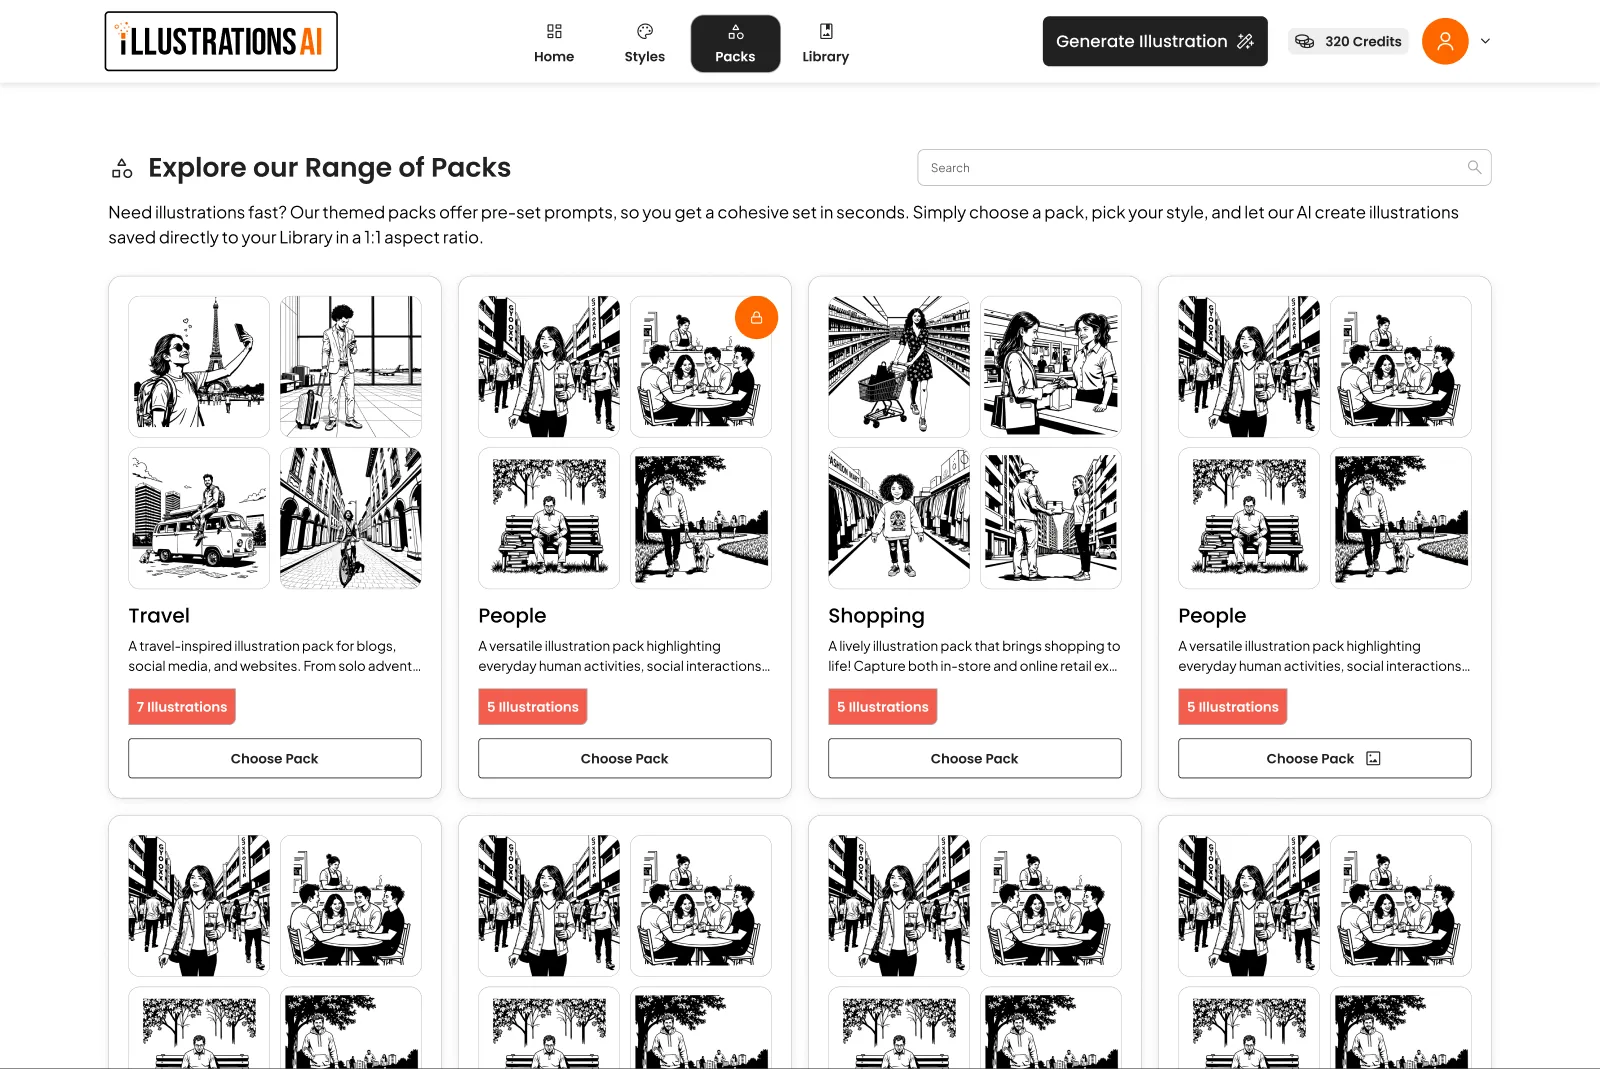 iLLUSTRATIONS AI
Home
Styles
Packs
Library
Generate Illustration
320 Credits
Explore our Range of Packs
Search
Need illustrations fast? Our themed packs offer pre-set prompts, so you get a cohesive set in seconds. Simply choose a pack, pick your style, and let our AI create illustrations
saved directly to your Library in a 1:1 aspect ratio.
FASHION
Travel
A travel-inspired illustration pack for blogs,
social media, and websites. From solo advent...
7 Illustrations
Choose Pack
People
A versatile illustration pack highlighting
everyday human activities, social interactions...
5 Illustrations
Choose Pack
Shopping
A lively illustration pack that brings shopping to
life! Capture both in-store and online retail ex...
5 Illustrations
Choose Pack
People
A versatile illustration pack highlighting
everyday human activities, social interactions...
5 Illustrations
Choose Pack